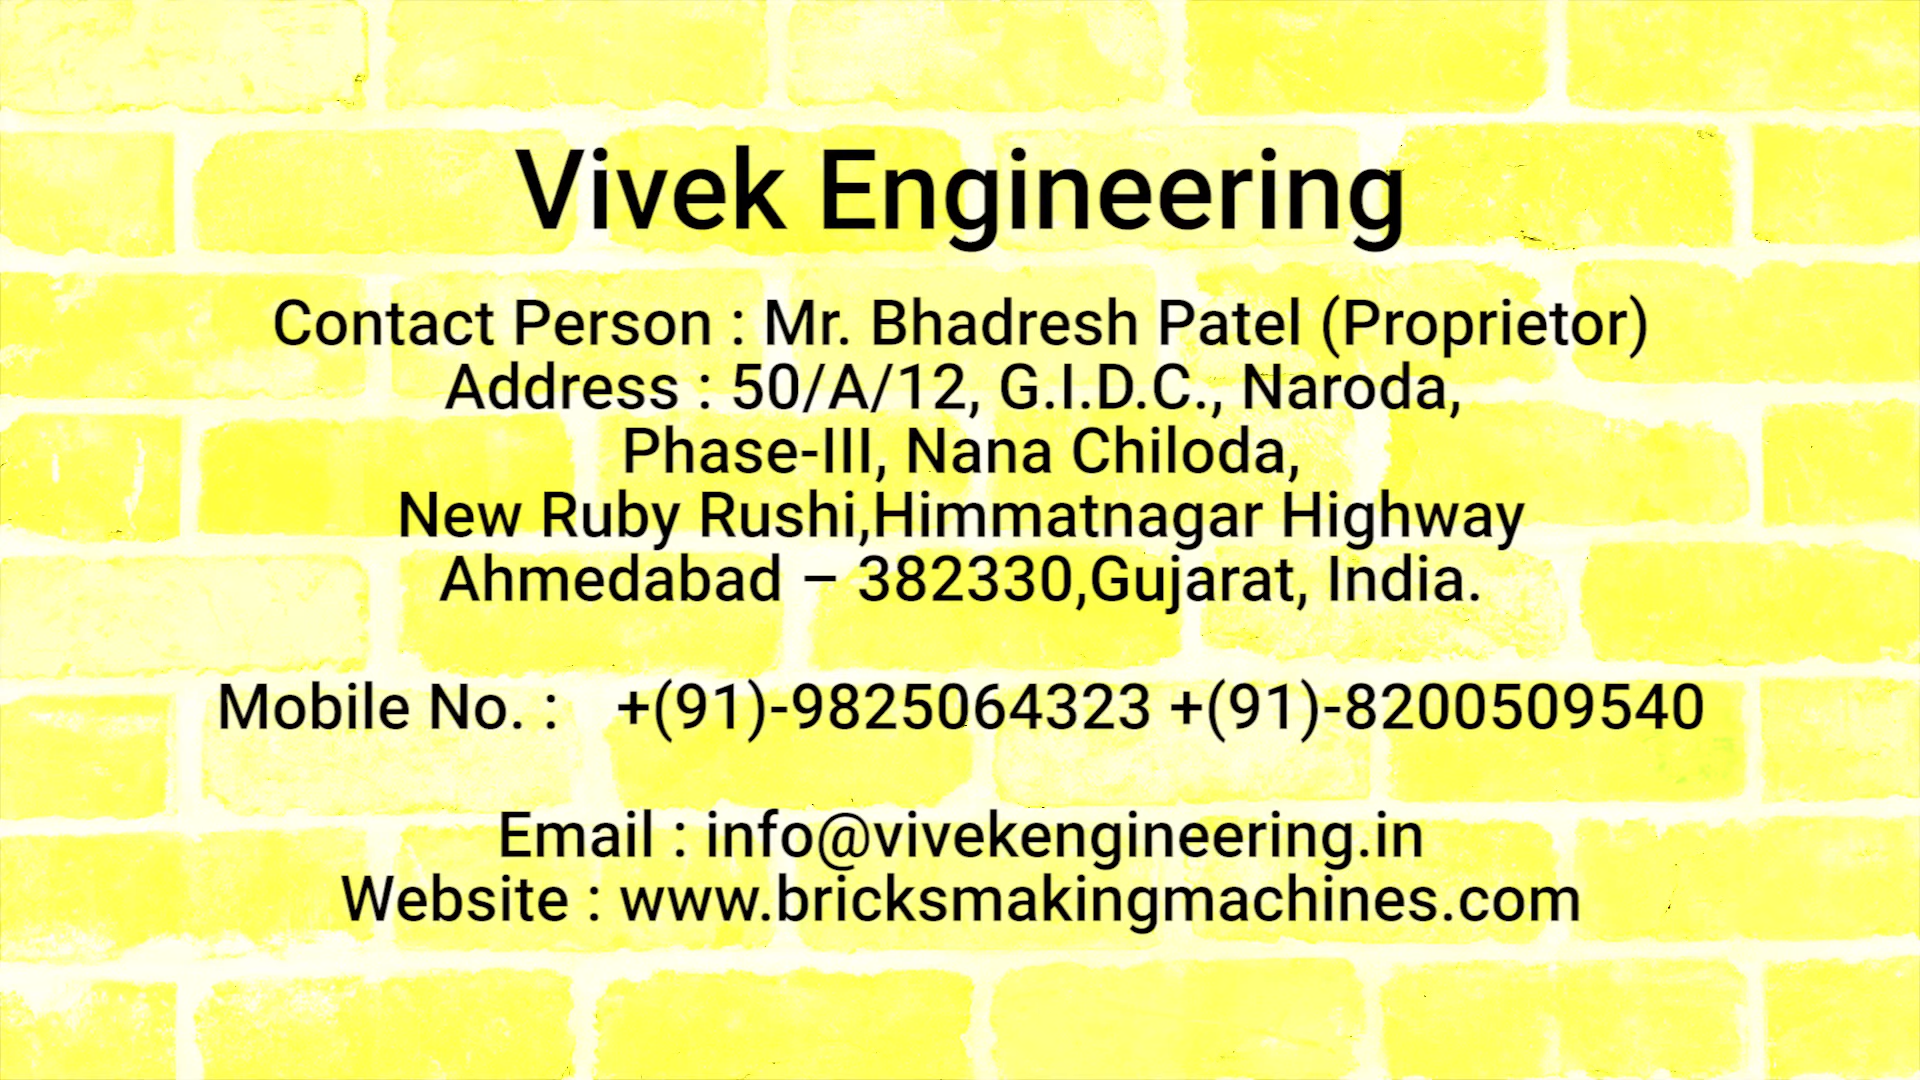 Vivek Engineering
Contact Person : Mr. Bhadresh Patel (Proprietor)
Address : 50/A/12, G.I.D.C., Naroda,
Phase-III, Nana Chiloda,
New Ruby Rushi,Himmatnagar Highway
Ahmedabad – 382330,Gujarat, India.
Mobile No. : +(91)-9825064323 +(91)-8200509540
Email : info@vivekengineering.in
Website : www.bricksmakingmachines.com